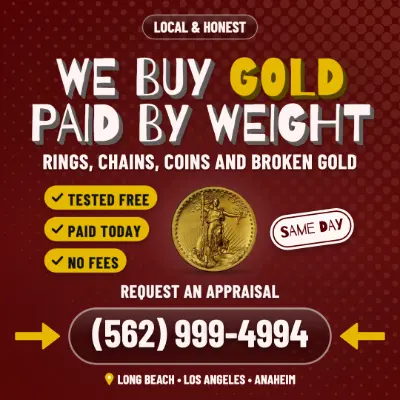 LOCAL & HONEST
WE BUY GOLD
PAID BY WEIGHT
RINGS, CHAINS, COINS AND BROKEN GOLD
TESTED FREE
PAID TODAY
NO FEES
SAME DAY
REQUEST AN APPRAISAL
(562) 999-4994
LONG BEACH • LOS ANGELES • ANAHEIM